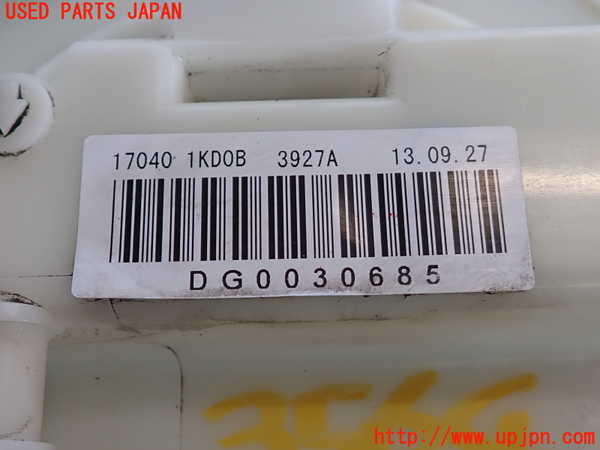 USED PARTS JAPAN
17040 1KD0B 3927A 13.09.27
DG0030685
http://www.upjpn.com/